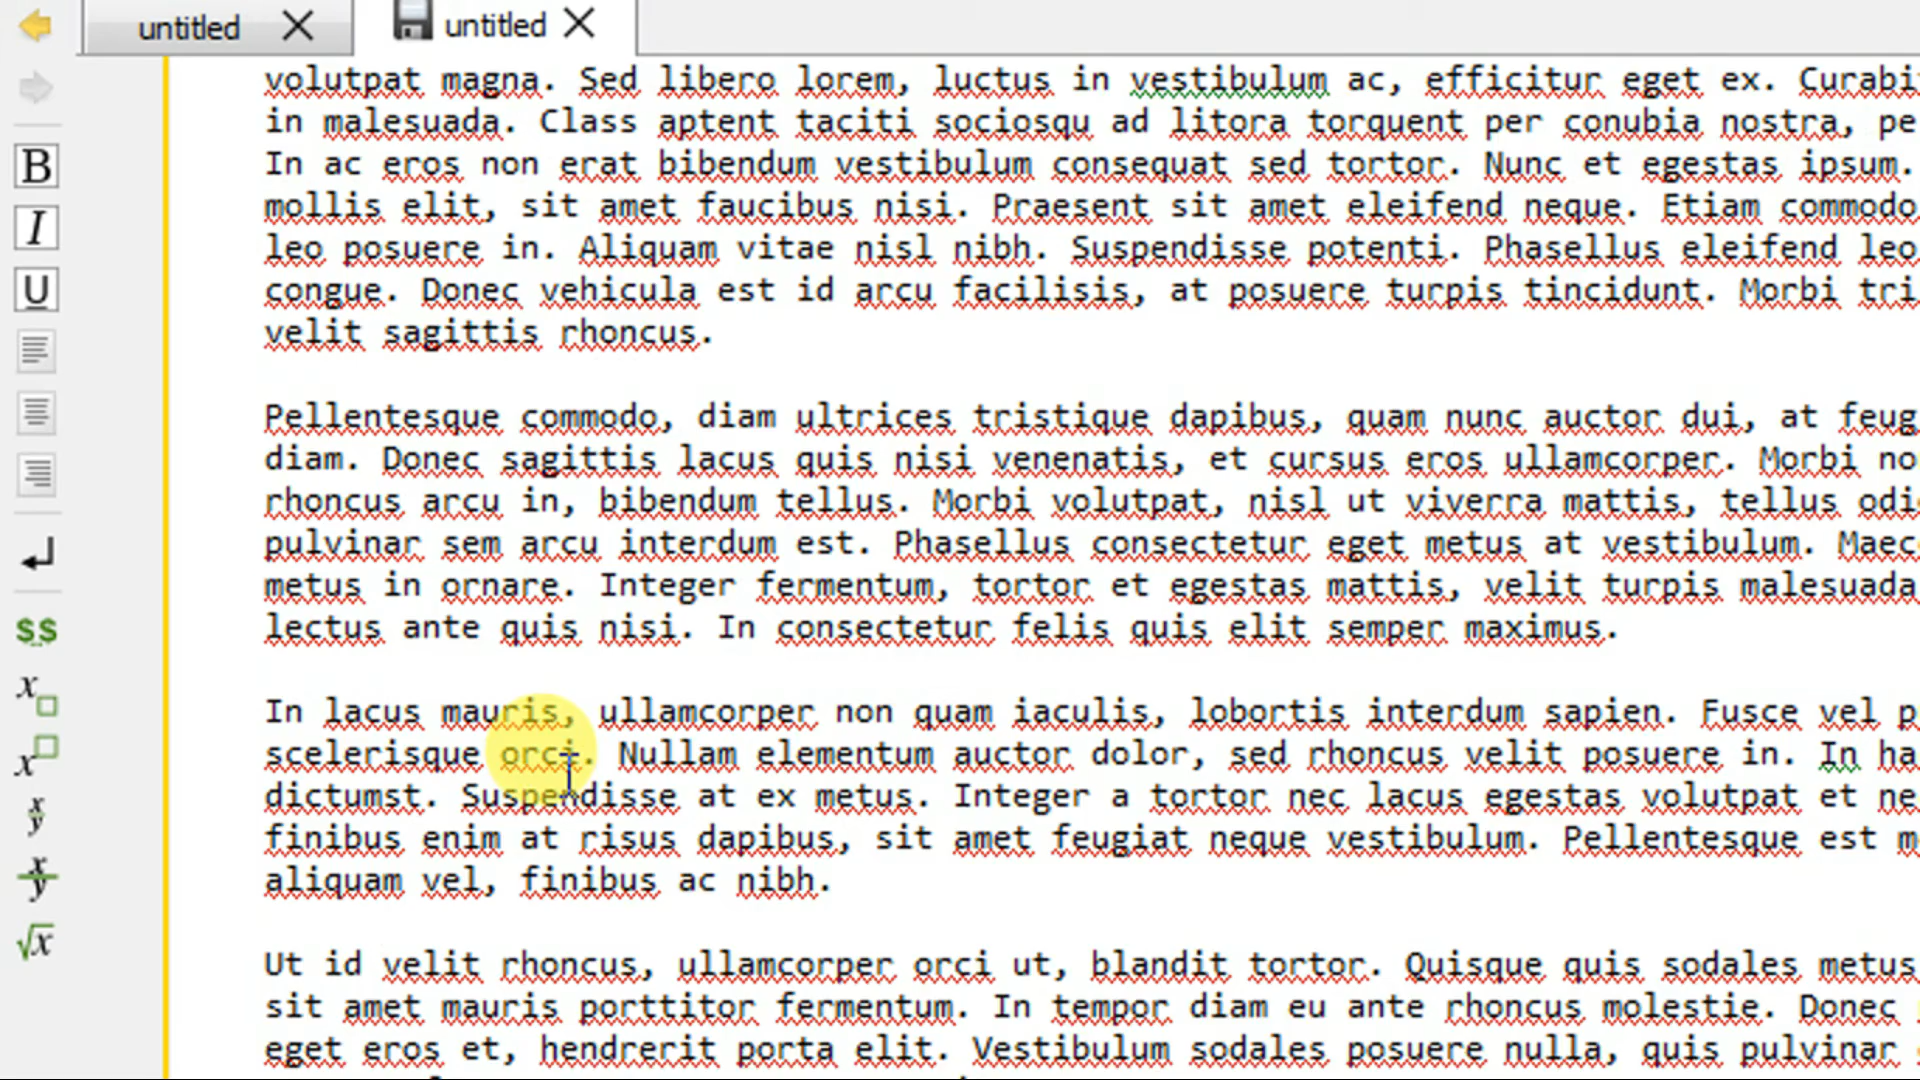 untitled
untitled
volutpat magna. Sed libero lorem, luctus in vestibulum ac, efficitur eget ex.
in malesuada. Class aptent taciti sociosqu ad litora torquent per conubia nostra,
In ac eros non erat bibendum vestibulum consequat sed tortor. Nunc et egestas ipsum.
mollis elit, sit amet faucibus nisi. Praesent sit amet eleifend neque. Etiam commodo
leo posuere in. Aliquam vitae nisl nibh. Suspendisse potenti. Phasellus eleifend leo
congue. Donec vehicula est id arcu facilisis, at posuere turpis tincidunt. Morbi
velit sagittis rhoncus.
Pellentesque commodo, diam ultrices tristique dapibus, quam nunc auctor dui, at
diam. Donec sagittis lacus quis nisi venenatis, et cursus eros ullamcorper. Morbi
rhoncus arcu in, bibendum tellus. Morbi volutpat, nisl ut viverra mattis, tellus
pulvinar sem arcu interdum est. Phasellus consectetur eget metus at vestibulum.
metus in ornare. Integer fermentum, tortor et egestas mattis, velit turpis malesuada
lectus ante quis nisi. In consectetur felis quis elit semper maximus.
In lacus mauris, ullamcorper non quam iaculis, lobortis interdum sapien. Fusce vel
scelerisque orci. Nullam elementum auctor dolor, sed rhoncus velit posuere in. In
dictumst. Suspendisse at ex metus. Integer a tortor nec lacus egestas volutpat et
finibus enim at risus dapibus, sit amet feugiat neque vestibulum. Pellentesque est
aliquam vel, finibus ac nibh.
Ut id velit rhoncus, ullamcorper orci ut, blandit tortor. Quisque quis sodales metus
sit amet mauris porttitor fermentum. In tempor diam eu ante rhoncus molestie. Donec
eget eros et, hendrerit porta elit. Vestibulum sodales posuere nulla, quis pulvinar
B
I
U
$$
x
x
x
y
x
y
√x